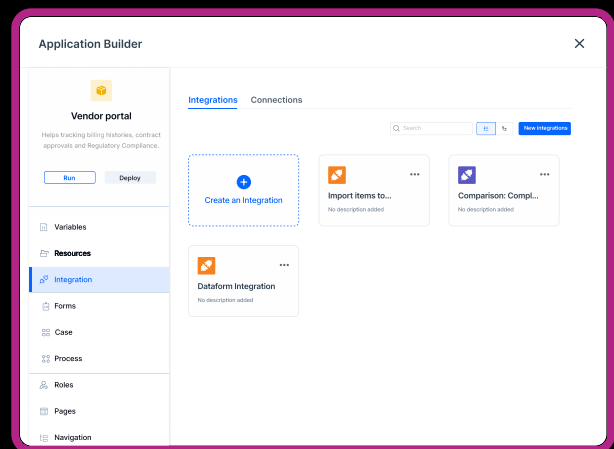 Application Builder
Vendor portal
Helps tracking billing histories, contract
approvals and Regulatory Compliance.
Run
Deploy
Variables
Resources
Integration
Forms
Case
Process
Roles
Pages
Navigation
Integrations
Connections
Search
New integrations
Create an Integration
Import items to...
No description added
Comparison: Compl...
No description added
Dataform Integration
No description added